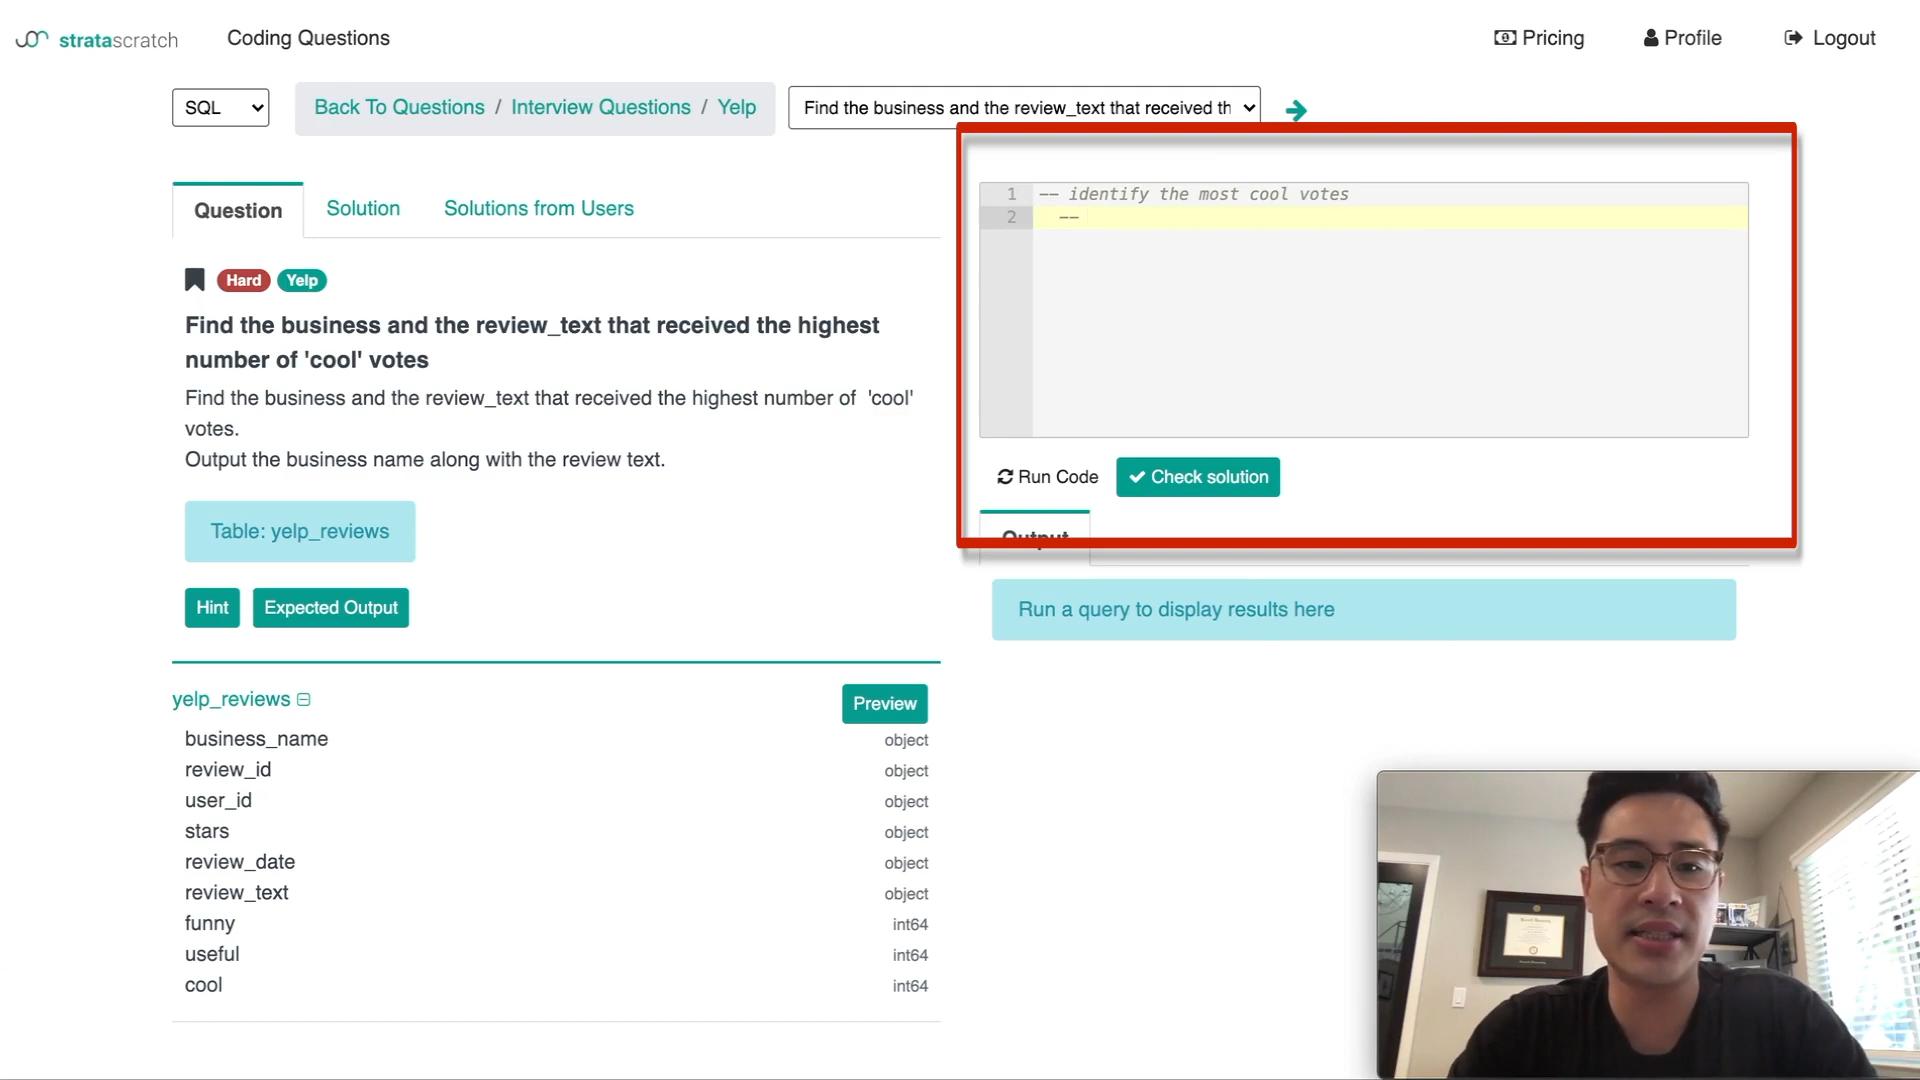 stratascratch
Coding Questions
Pricing
Profile
Logout
SQL
Back To Questions / Interview Questions / Yelp
Find the business and the review_text that received th
Question
Solution
Solutions from Users
Hard
Yelp
Find the business and the review_text that received the highest
number of 'cool' votes
Find the business and the review_text that received the highest number of 'cool'
votes.
Output the business name along with the review text.
Table: yelp_reviews
Hint
Expected Output
yelp_reviews
Preview
business_name object
review_id object
user_id object
stars object
review_date object
review_text object
funny int64
useful int64
cool int64
1 -- identify the most cool votes
2 --
Run Code
Check solution
Output
Run a query to display results here